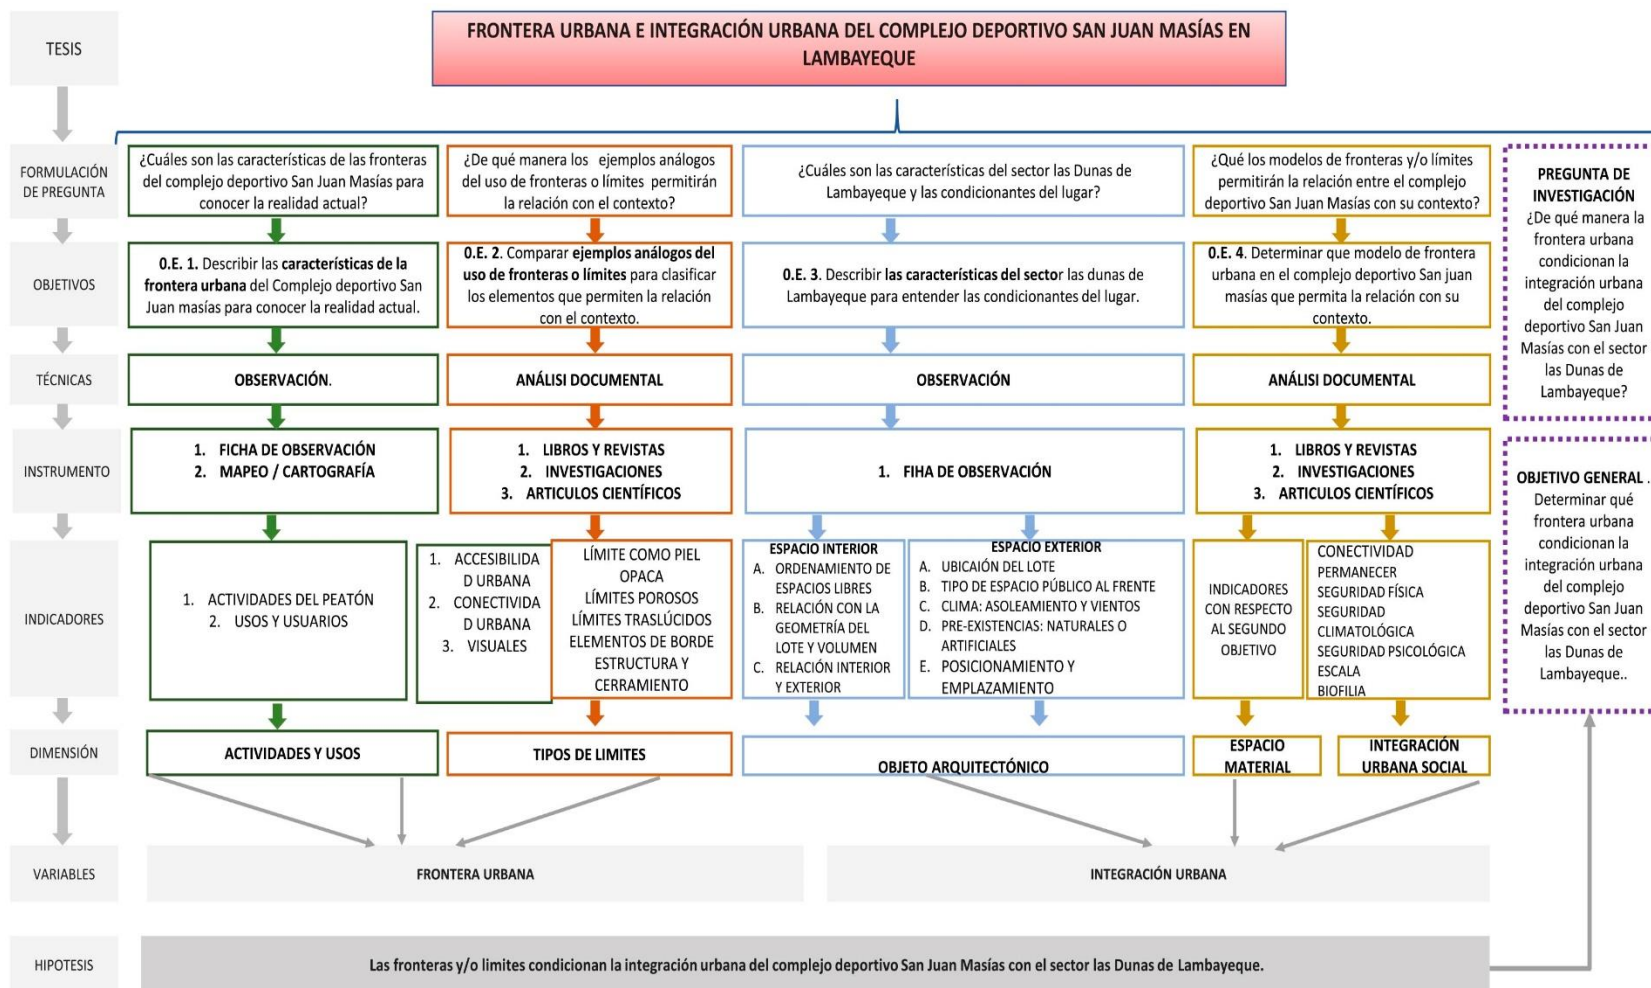 TESIS
FRONTERA URBANA E INTEGRACIÓN URBANA DEL COMPLEJO DEPORTIVO SAN JUAN MASÍAS EN
LAMBAYEQUE
FORMULACIÓN
DE PREGUNTA
¿Cuáles son las características de las fronteras
del complejo deportivo San Juan Masías para
conocer la realidad actual?
¿De qué manera los ejemplos análogos
del uso de fronteras o límites permitirán
la relación con el contexto?
¿Cuáles son las características del sector las Dunas de
Lambayeque y las condicionantes del lugar?
¿Qué los modelos de fronteras y/o límites
permitirán la relación entre el complejo
deportivo San Juan Masías con su contexto?
PREGUNTA DE
INVESTIGACIÓN
¿De qué manera la
frontera urbana
condicionan la
integración urbana
del complejo
deportivo San Juan
Masías con el sector
las Dunas de
Lambayeque?
OBJETIVOS
0.E. 1. Describir las características de la
frontera urbana del Complejo deportivo San
Juan masías para conocer la realidad actual.
0.E. 2. Comparar ejemplos análogos del
uso de fronteras o límites para clasificar
los elementos que permiten la relación
con el contexto.
0.E. 3. Describir las características del sector las dunas de
Lambayeque para entender las condicionantes del lugar.
0.E. 4. Determinar que modelo de frontera
urbana en el complejo deportivo San juan
masías que permita la relación con su
contexto.
TÉCNICAS
OBSERVACIÓN.
ANÁLISI DOCUMENTAL
OBSERVACIÓN
ANÁLISI DOCUMENTAL
INSTRUMENTO
1. FICHA DE OBSERVACIÓN
2. MAPEO / CARTOGRAFÍA
1. LIBROS Y REVISTAS
2. INVESTIGACIONES
3. ARTICULOS CIENTÍFICOS
1. FIHA DE OBSERVACIÓN
1. LIBROS Y REVISTAS
2. INVESTIGACIONES
3. ARTICULOS CIENTÍFICOS
OBJETIVO GENERAL .
Determinar qué
frontera urbana
condicionan la
integración urbana
del complejo
deportivo San Juan
Masías con el sector
las Dunas de
Lambayeque..
INDICADORES
1. ACTIVIDADES DEL PEATÓN
2. USOS Y USUARIOS
1. ACCESIBILIDA
D URBANA
2. CONECTIVIDA
D URBANA
3. VISUALES
LÍMITE COMO PIEL
OPACA
LÍMITES POROSOS
LÍMITES TRASLÚCIDOS
ELEMENTOS DE BORDE
ESTRUCTURA Y
CERRAMIENTO
ESPACIO INTERIOR
A. ORDENAMIENTO DE
ESPACIOS LIBRES
B. RELACIÓN CON LA
GEOMETRÍA DEL
LOTE Y VOLUMEN
C. RELACIÓN INTERIOR
Y EXTERIOR
ESPACIO EXTERIOR
A. UBICAIÓN DEL LOTE
B. TIPO DE ESPACIO PÚBLICO AL FRENTE
C. CLIMA: ASOLEAMIENTO Y VIENTOS
D. PRE-EXISTENCIAS: NATURALES O
ARTIFICIALES
E. POSICIONAMIENTO Y
EMPLAZAMIENTO
INDICADORES
CON RESPECTO
AL SEGUNDO
OBJETIVO
CONECTIVIDAD
PERMANECER
SEGURIDAD FÍSICA
SEGURIDAD
CLIMATOLÓGICA
SEGURIDAD PSICOLÓGICA
ESCALA
BIOFILIA
DIMENSIÓN
ACTIVIDADES Y USOS
TIPOS DE LIMITES
OBJETO ARQUITECTÓNICO
ESPACIO
MATERIAL
INTEGRACIÓN
URBANA SOCIAL
VARIABLES
FRONTERA URBANA
INTEGRACIÓN URBANA
HIPOTESIS
Las fronteras y/o limites condicionan la integración urbana del complejo deportivo San Juan Masías con el sector las Dunas de Lambayeque.